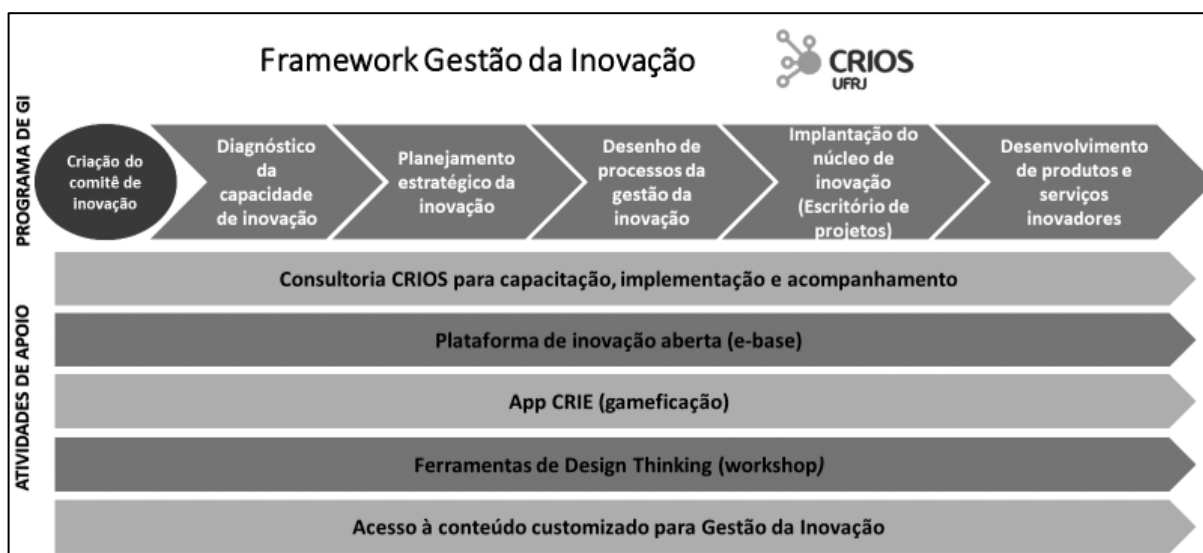 Framework Gestão da Inovação
CRIOS
UFRJ
PROGRAMA DE GI
Criação do
comitê de
inovação
Diagnóstico
da
capacidade
de inovação
Planejamento
estratégico da
inovação
Desenho de
processos da
gestão da
inovação
Implantação do
núcleo de
inovação
(Escritório de
projetos)
Desenvolvimento
de produtos e
serviços
inovadores
ATIVIDADES DE APOIO
Consultoria CRIOS para capacitação, implementação e acompanhamento
Plataforma de inovação aberta (e-base)
App CRIE (gameficação)
Ferramentas de Design Thinking (workshop)
Acesso à conteúdo customizado para Gestão da Inovação